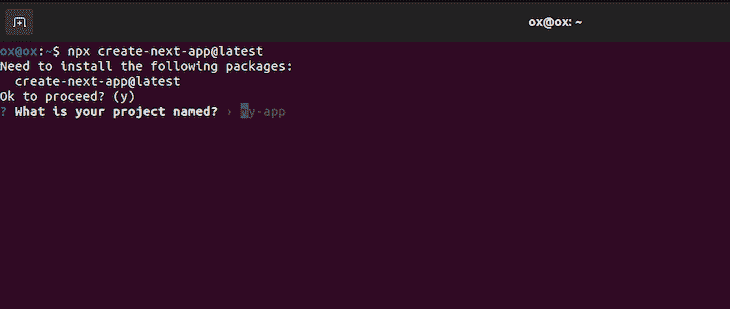 ox@ox: ~
ox@ox:~$ npx create-next-app@latest
Need to install the following packages:
  create-next-app@latest
Ok to proceed? (y)
? What is your project named? › my-app